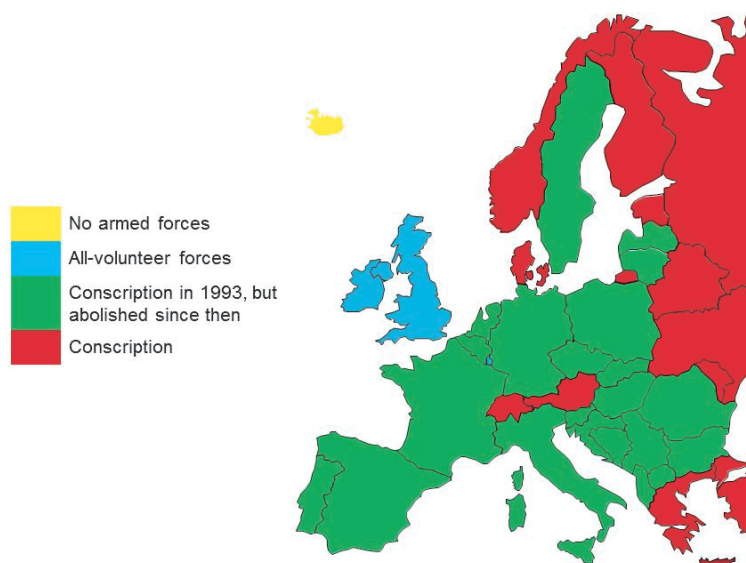 No armed forces
All-volunteer forces
Conscription in 1993, but
abolished since then
Conscription